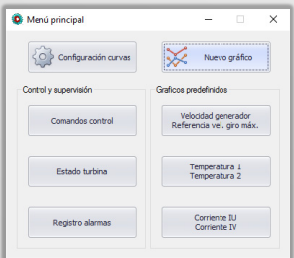 Menú principal
Configuración curvas
Nuevo gráfico
Control y supervisión
Graficos predefinidos
Comandos control
Velocidad generador
Referencia ve. giro máx.
Estado turbina
Temperatura 1
Temperatura 2
Registro alarmas
Corriente IU
Corriente IV